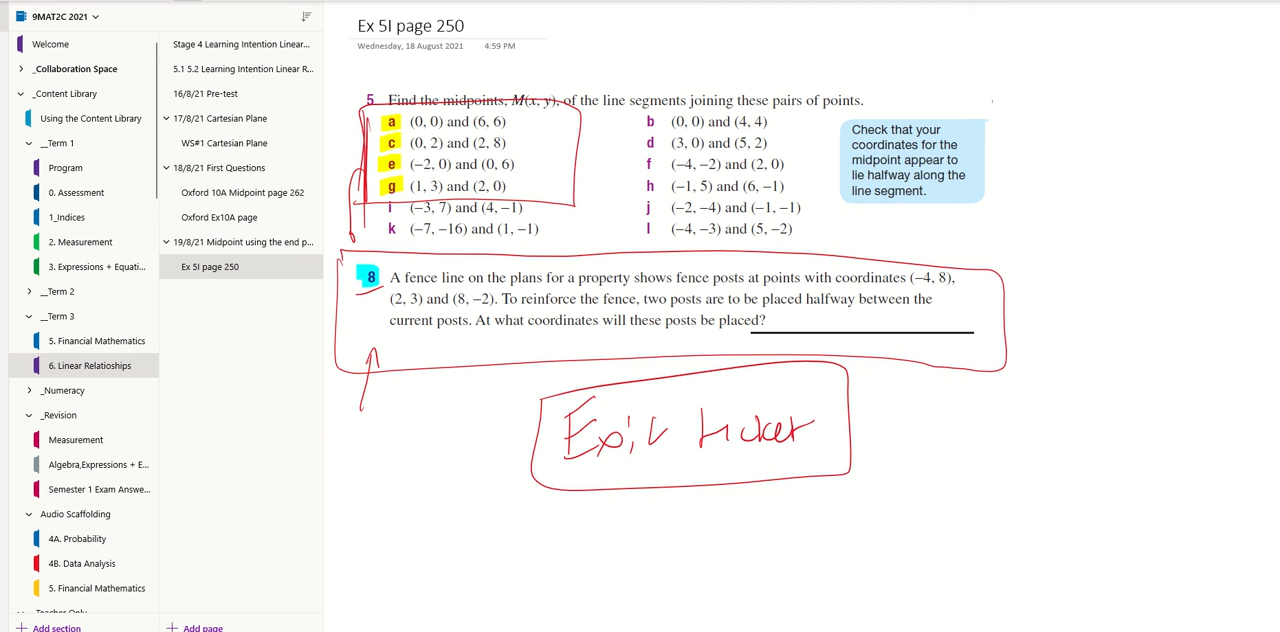 9MAT2C 2021
Welcome
_Collaboration Space
_Content Library
Using the Content Library
__Term 1
Program
0. Assessment
1_Indices
2. Measurement
3. Expressions + Equati...
__Term 2
__Term 3
5. Financial Mathematics
6. Linear Relationships
_Numeracy
_Revision
Measurement
Algebra,Expressions + E...
Semester 1 Exam Answe...
Audio Scaffolding
4A. Probability
4B. Data Analysis
5. Financial Mathematics
Teacher Only
Add section
Stage 4 Learning Intention Linear...
5.1 5.2 Learning Intention Linear R...
16/8/21 Pre-test
17/8/21 Cartesian Plane
WS#1 Cartesian Plane
18/8/21 First Questions
Oxford 10A Midpoint page 262
Oxford Ex10A page
19/8/21 Midpoint using the end p...
Ex 5I page 250
Add page
Ex 5I page 250
Wednesday, 18 August 2021 4:59 PM
5 Find the midpoints, M(x, y), of the line segments joining these pairs of points.
a (0, 0) and (6, 6) b (0, 0) and (4, 4)
c (0, 2) and (2, 8) d (3, 0) and (5, 2)
e (−2, 0) and (0, 6) f (−4, −2) and (2, 0)
g (1, 3) and (2, 0) h (−1, 5) and (6, −1)
i (−3, 7) and (4, −1) j (−2, −4) and (−1, −1)
k (−7, −16) and (1, −1) l (−4, −3) and (5, −2)
Check that your
coordinates for the
midpoint appear to
lie halfway along the
line segment.
8 A fence line on the plans for a property shows fence posts at points with coordinates (−4, 8),
(2, 3) and (8, −2). To reinforce the fence, two posts are to be placed halfway between the
current posts. At what coordinates will these posts be placed?
Exit ticket